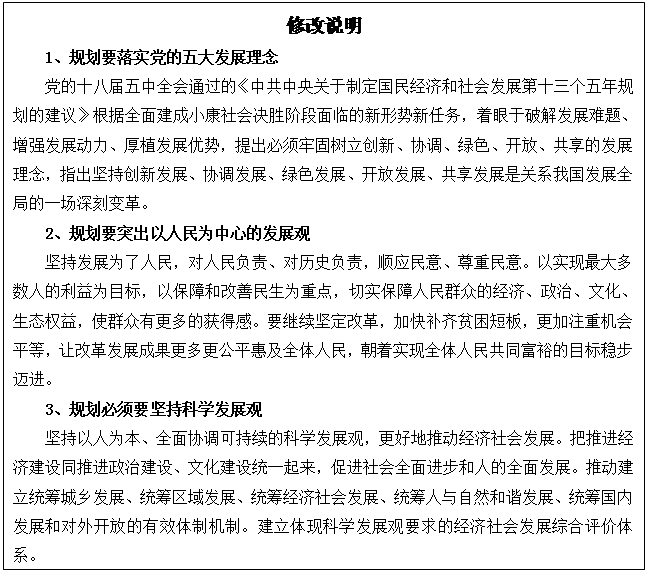 修改说明
1、规划要落实党的五大发展理念
党的十八届五中全会通过的《中共中央关于制定国民经济和社会发展第十三个五年规
划的建议》根据全面建成小康社会决胜阶段面临的新形势新任务，着眼于破解发展难题、
增强发展动力、厚植发展优势，提出必须牢固树立创新、协调、绿色、开放、共享的发展
理念，指出坚持创新发展、协调发展、绿色发展、开放发展、共享发展是关系我国发展全
局的一场深刻变革。
2、规划要突出以人民为中心的发展观
坚持发展为了人民，对人民负责、对历史负责，顺应民意、尊重民意。以实现最大多
数人的利益为目标，以保障和改善民生为重点，切实保障人民群众的经济、政治、文化、
生态权益，使群众有更多的获得感。要继续坚定改革，加快补齐贫困短板，更加注重机会
平等，让改革发展成果更多更公平惠及全体人民，朝着实现全体人民共同富裕的目标稳步
迈进。
3、规划必须要坚持科学发展观
坚持以人为本、全面协调可持续的科学发展观，更好地推动经济社会发展。把推进经
济建设同推进政治建设、文化建设统一起来，促进社会全面进步和人的全面发展。推动建
立统筹城乡发展、统筹区域发展、统筹经济社会发展、统筹人与自然和谐发展、统筹国内
发展和对外开放的有效体制机制。建立体现科学发展观要求的经济社会发展综合评价体
系。